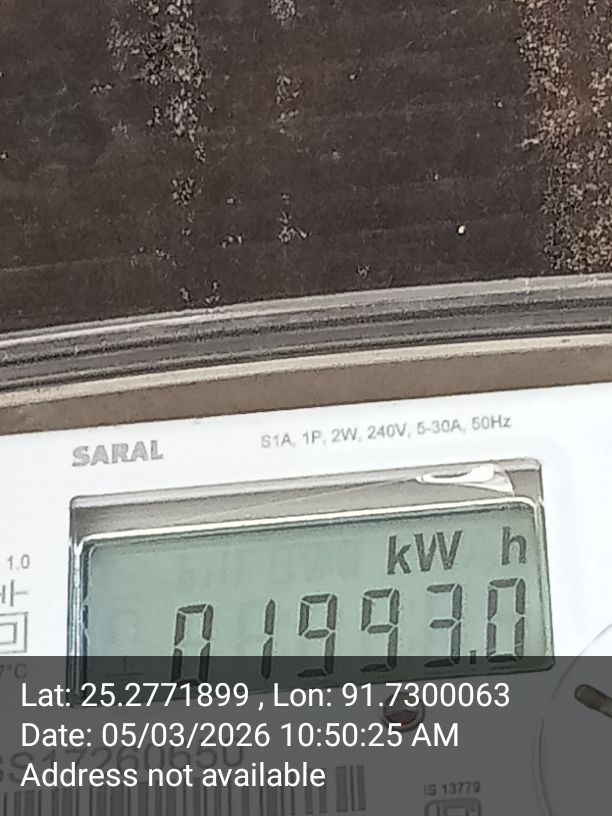 SARAL
S1A, 1P, 2W, 240V, 5-30A, 50Hz
1.0
kW h
01993.0
Lat: 25.2771899 , Lon: 91.7300063
Date: 05/03/2026 10:50:25 AM
Address not available
IS 13779